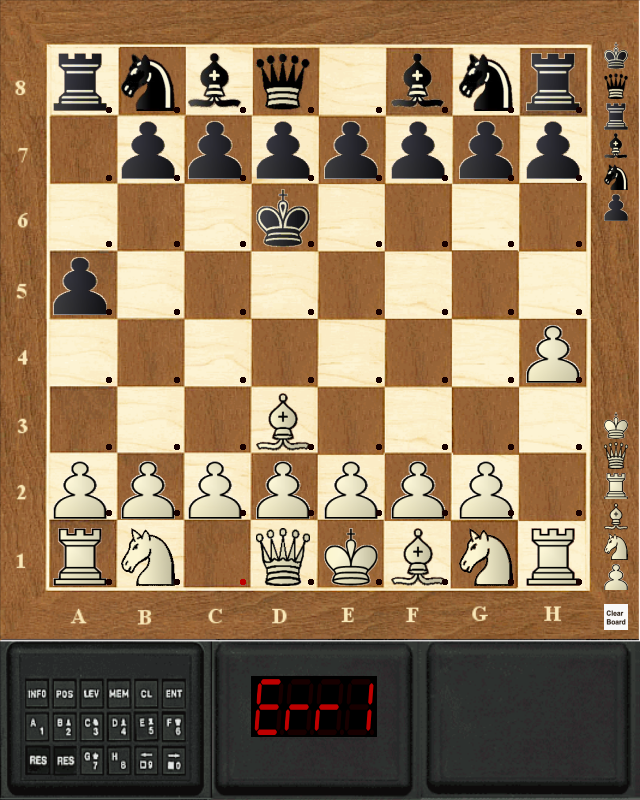 8
7
6
5
4
3
2
1
A B C D E F G H
Clear
Board
Err1
INFO POS LEV MEM CL ENT
A 1 B 2 C 3 D 4 E 5 F 6
RES RES G 7 H 8 9 0